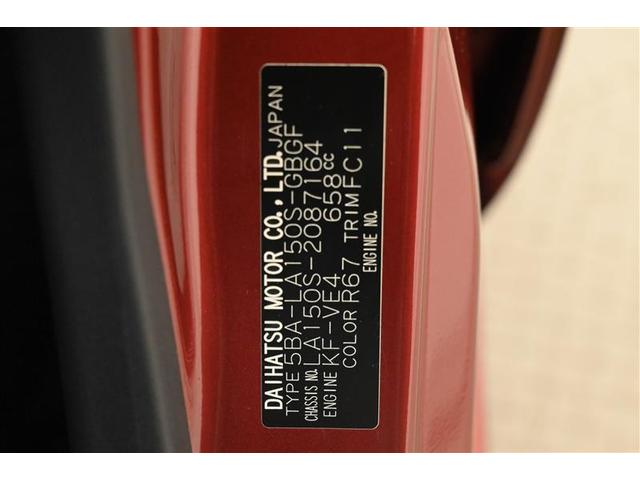 DAIHATSU MOTOR CO., LTD. JAPAN
TYPE 5BA-LA150S-GBGF
CHASSIS NO. LA150S-2087164
ENGINE KF-VE4 658cc
COLOR R67 TRIM FC11
ENGINE NO.